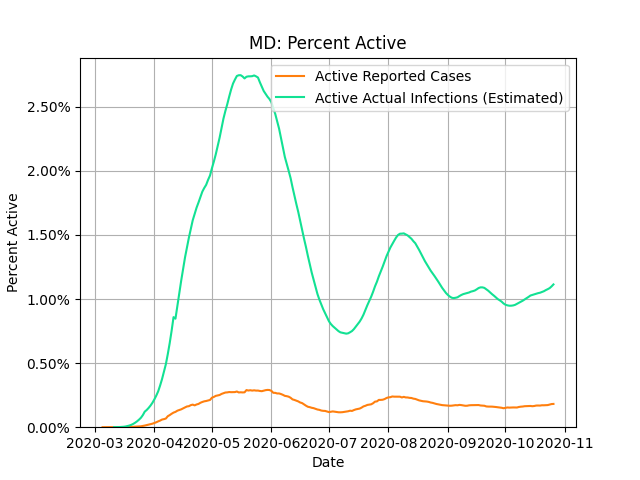 MD: Percent Active
Active Reported Cases
Active Actual Infections (Estimated)
Percent Active
2.50%
2.00%
1.50%
1.00%
0.50%
0.00%
2020-03 2020-04 2020-05 2020-06 2020-07 2020-08 2020-09 2020-10 2020-11
Date